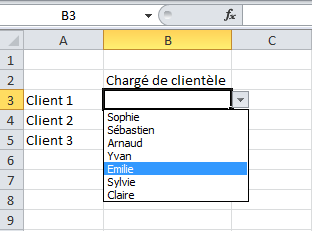 B3 fx
A B C
1
2 Chargé de clientèle
3 Client 1
4 Client 2 Sophie
5 Client 3 Sébastien
6 Arnaud
7 Yvan
8 Emilie
9 Sylvie
Claire